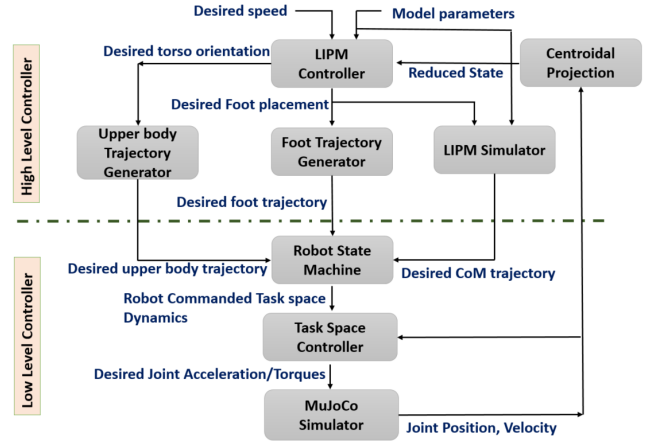 Desired speed
Model parameters
Desired torso orientation
LIPM
Controller
Reduced State
Centroidal
Projection
Desired Foot placement
Upper body
Trajectory
Generator
Foot Trajectory
Generator
LIPM Simulator
High Level Controller
Desired foot trajectory
Robot State
Machine
Desired upper body trajectory
Desired CoM trajectory
Robot Commanded Task space
Dynamics
Task Space
Controller
Low Level Controller
Desired Joint Acceleration/Torques
MuJoCo
Simulator
Joint Position, Velocity